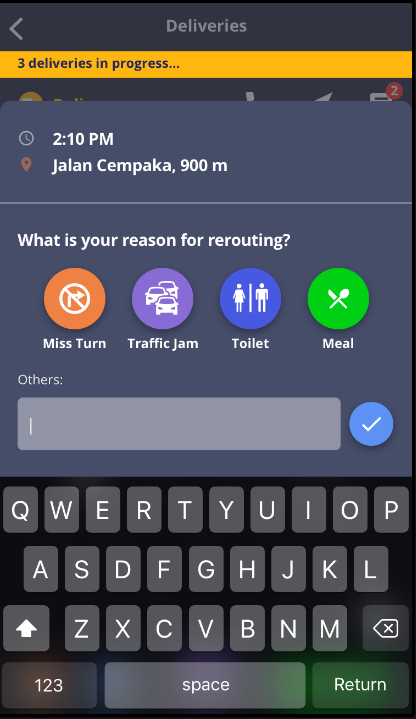 Deliveries
3 deliveries in progress...
2
2:10 PM
Jalan Cempaka, 900 m
What is your reason for rerouting?
Miss Turn
Traffic Jam
Toilet
Meal
Others:
Q W E R T Y U I O P
A S D F G H J K L
Z X C V B N M
123 space Return